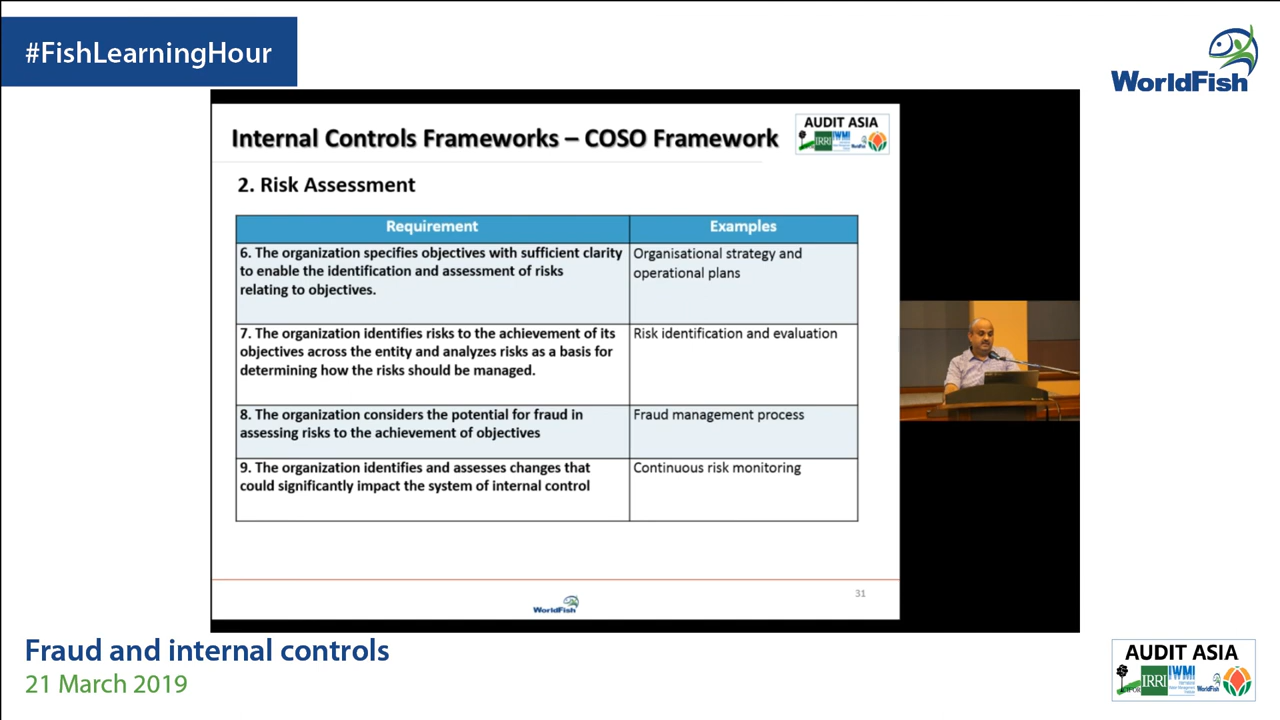 #FishLearningHour
WorldFish
Internal Controls Frameworks – COSO Framework
AUDIT ASIA
IRRI
IWMI
2. Risk Assessment
Requirement
Examples
6. The organization specifies objectives with sufficient clarity
to enable the identification and assessment of risks
relating to objectives.
Organisational strategy and
operational plans
7. The organization identifies risks to the achievement of its
objectives across the entity and analyzes risks as a basis for
determining how the risks should be managed.
Risk identification and evaluation
8. The organization considers the potential for fraud in
assessing risks to the achievement of objectives
Fraud management process
9. The organization identifies and assesses changes that
could significantly impact the system of internal control
Continuous risk monitoring
31
WorldFish
Fraud and internal controls
21 March 2019
AUDIT ASIA
IRRI
IWMI
WorldFish